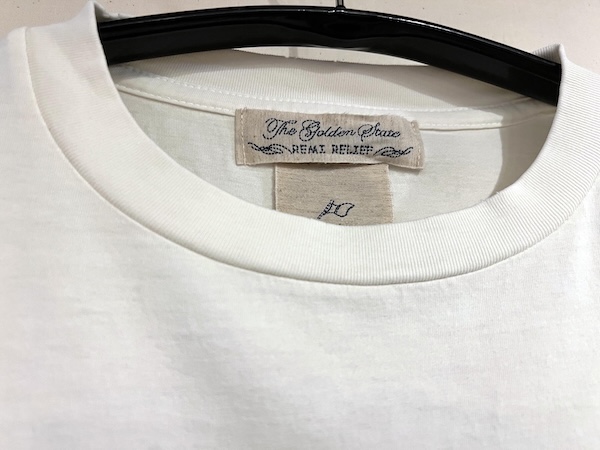 The Golden State
REMI RELIEF